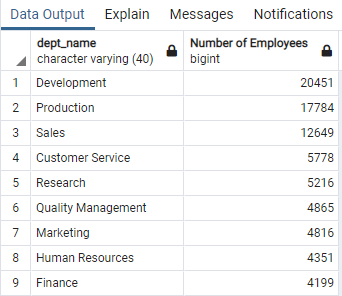 Data Output Explain Messages Notifications
dept_name Number of Employees
character varying (40) bigint
1 Development 20451
2 Production 17784
3 Sales 12649
4 Customer Service 5778
5 Research 5216
6 Quality Management 4865
7 Marketing 4816
8 Human Resources 4351
9 Finance 4199